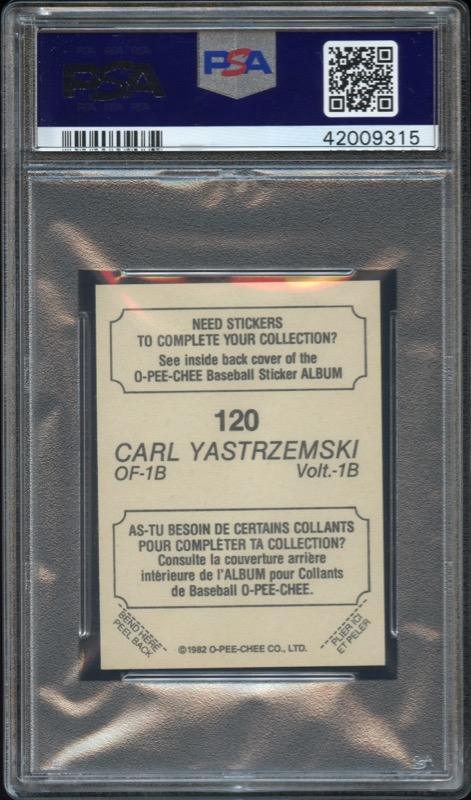 PSA
PSA
42009315
NEED STICKERS
TO COMPLETE YOUR COLLECTION?
See inside back cover of the
O-PEE-CHEE Baseball Sticker ALBUM
120
CARL YASTRZEMSKI
OF-1B Volt.-1B
AS-TU BESOIN DE CERTAINS COLLANTS
POUR COMPLÈTER TA COLLECTION?
Consulte la couverture arrière
intérieure de l'ALBUM pour Collants
de Baseball O-PEE-CHEE.
BEND HERE
PEEL BACK
PLIER ICI
ET PELER
©1982 O-PEE-CHEE CO., LTD.